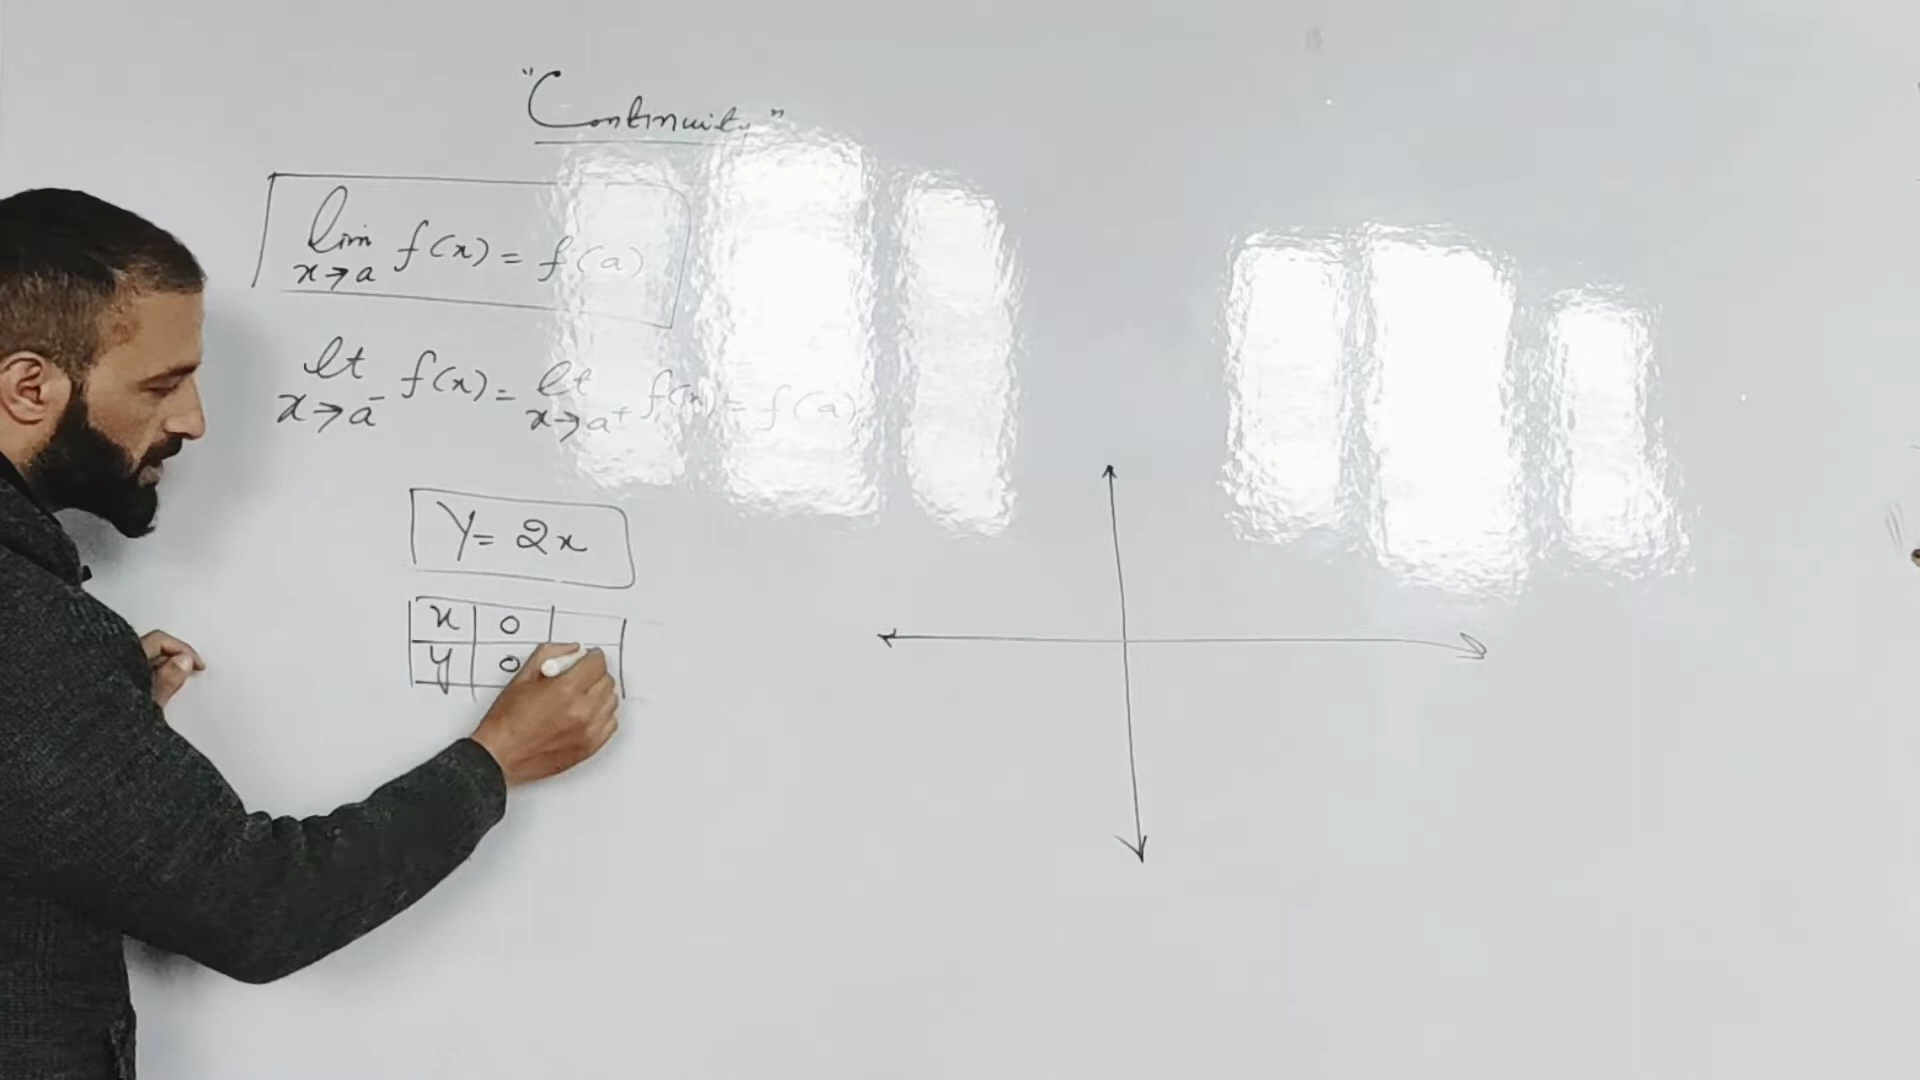 "Continuity"
lim f(x) = f(a)
x→a
lt f(x) = lt f(x) = f(a)
x→a⁻ x→a⁺
Y = 2x
x 0
y 0